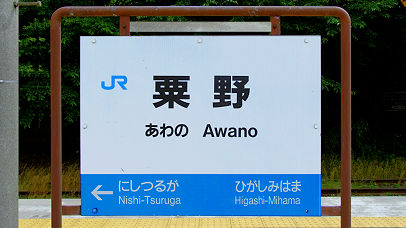 JR
粟野
あわの Awano
← にしつるが ひがしみはま
Nishi-Tsuruga Higashi-Mihama